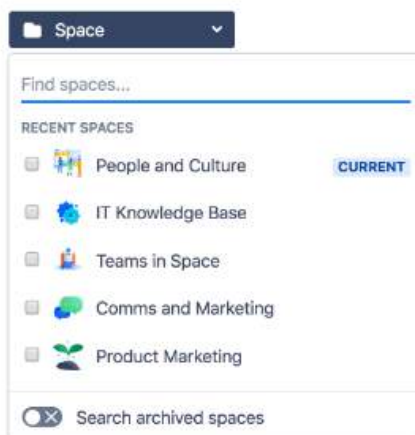 Space
Find spaces...
RECENT SPACES
People and Culture CURRENT
IT Knowledge Base
Teams in Space
Comms and Marketing
Product Marketing
Search archived spaces